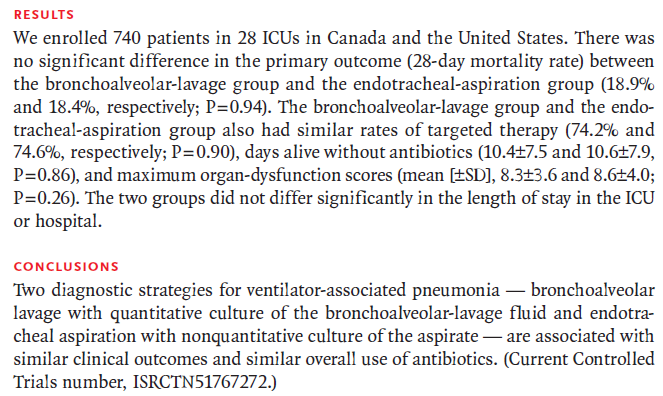 RESULTS
We enrolled 740 patients in 28 ICUs in Canada and the United States. There was
no significant difference in the primary outcome (28-day mortality rate) between
the bronchoalveolar-lavage group and the endotracheal-aspiration group (18.9%
and 18.4%, respectively; P=0.94). The bronchoalveolar-lavage group and the endo-
tracheal-aspiration group also had similar rates of targeted therapy (74.2% and
74.6%, respectively; P=0.90), days alive without antibiotics (10.4±7.5 and 10.6±7.9,
P=0.86), and maximum organ-dysfunction scores (mean [±SD], 8.3±3.6 and 8.6±4.0;
P=0.26). The two groups did not differ significantly in the length of stay in the ICU
or hospital.
CONCLUSIONS
Two diagnostic strategies for ventilator-associated pneumonia — bronchoalveolar
lavage with quantitative culture of the bronchoalveolar-lavage fluid and endotra-
cheal aspiration with nonquantitative culture of the aspirate — are associated with
similar clinical outcomes and similar overall use of antibiotics. (Current Controlled
Trials number, ISRCTN51767272.)